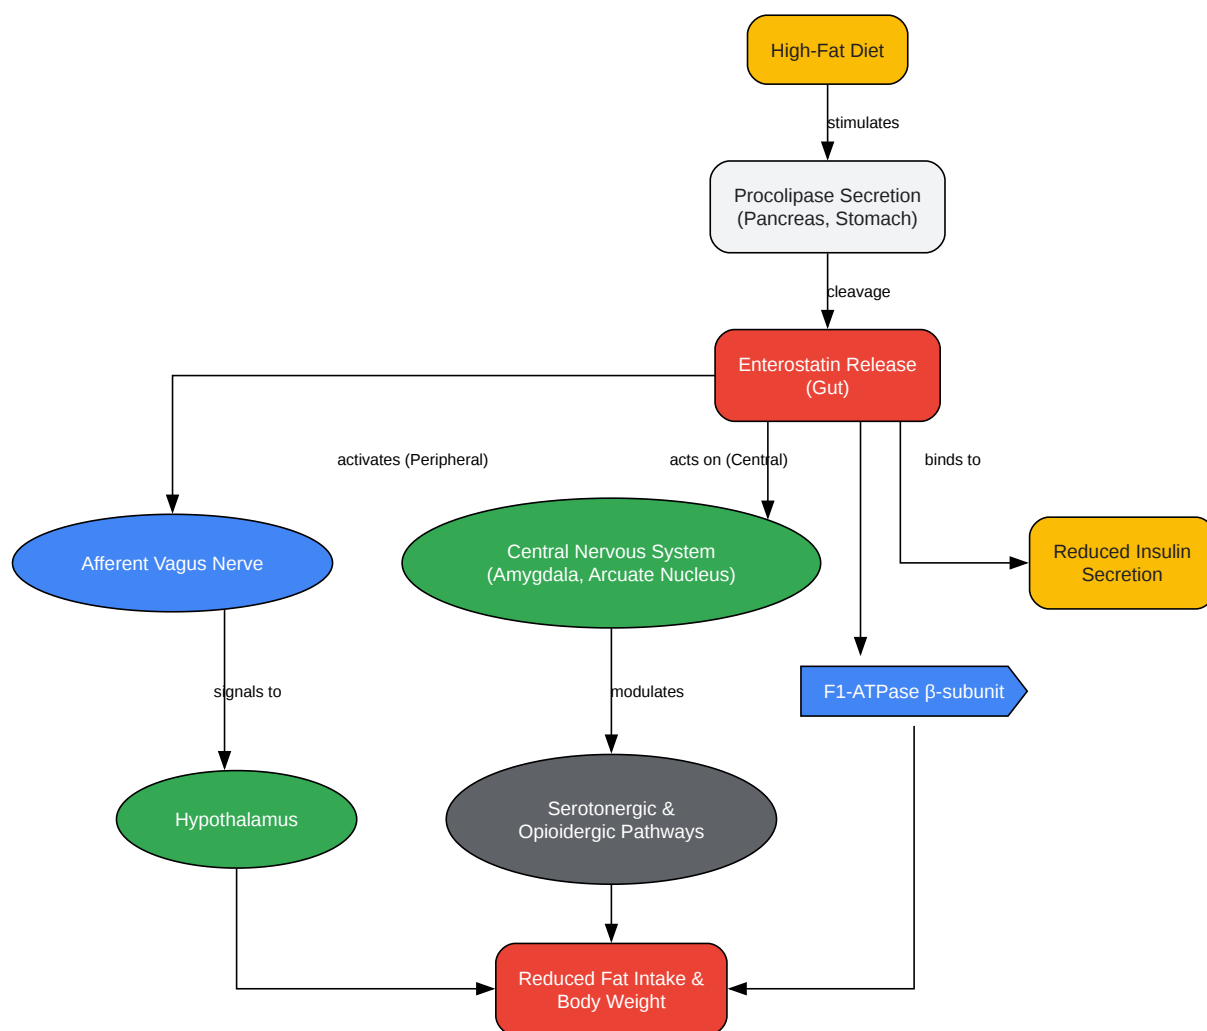 High-Fat Diet
stimulates
Procolipase Secretion
(Pancreas, Stomach)
cleavage
Enterostatin Release
(Gut)
activates (Peripheral)
acts on (Central)
binds to
Afferent Vagus Nerve
Central Nervous System
(Amygdala, Arcuate Nucleus)
Reduced Insulin
Secretion
signals to
modulates
F1-ATPase β-subunit
Hypothalamus
Serotonergic &
Opioidergic Pathways
Reduced Fat Intake &
Body Weight